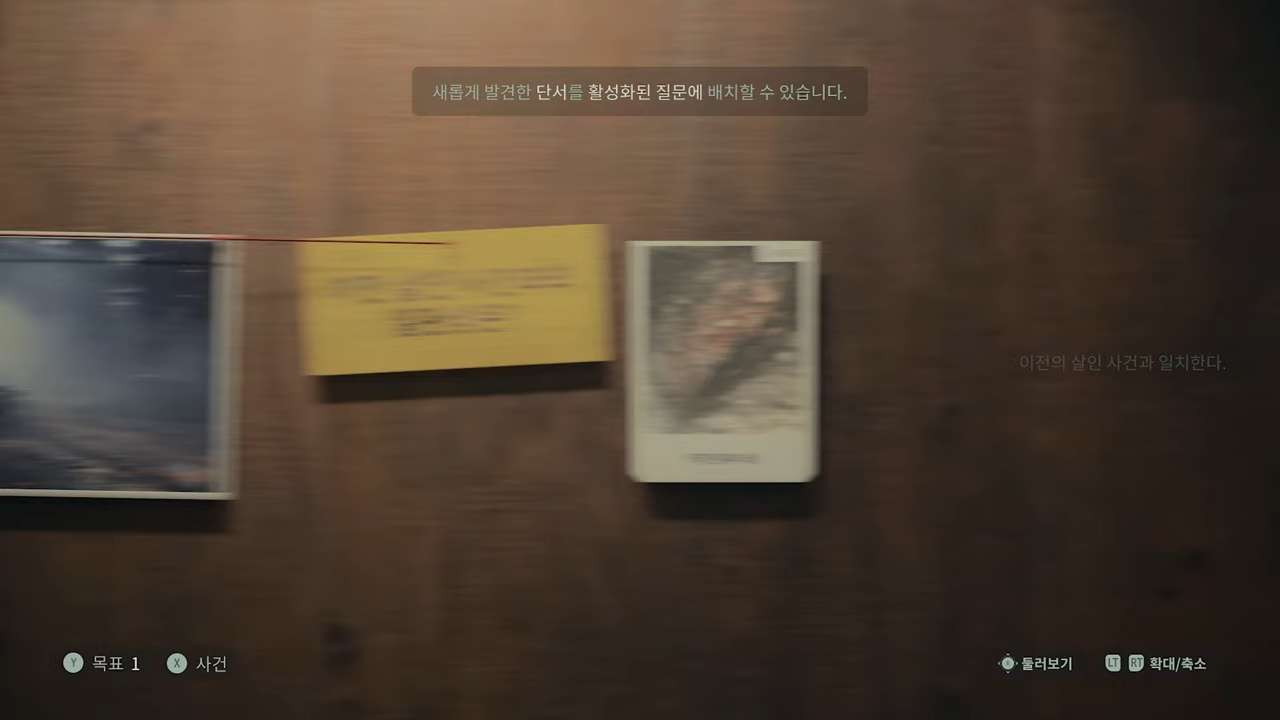 새롭게 발견한 단서를 활성화된 질문에 배치할 수 있습니다.
이전의 살인 사건과 일치한다.
Y 목표 1 X 사건
둘러보기 LT RT 확대/축소